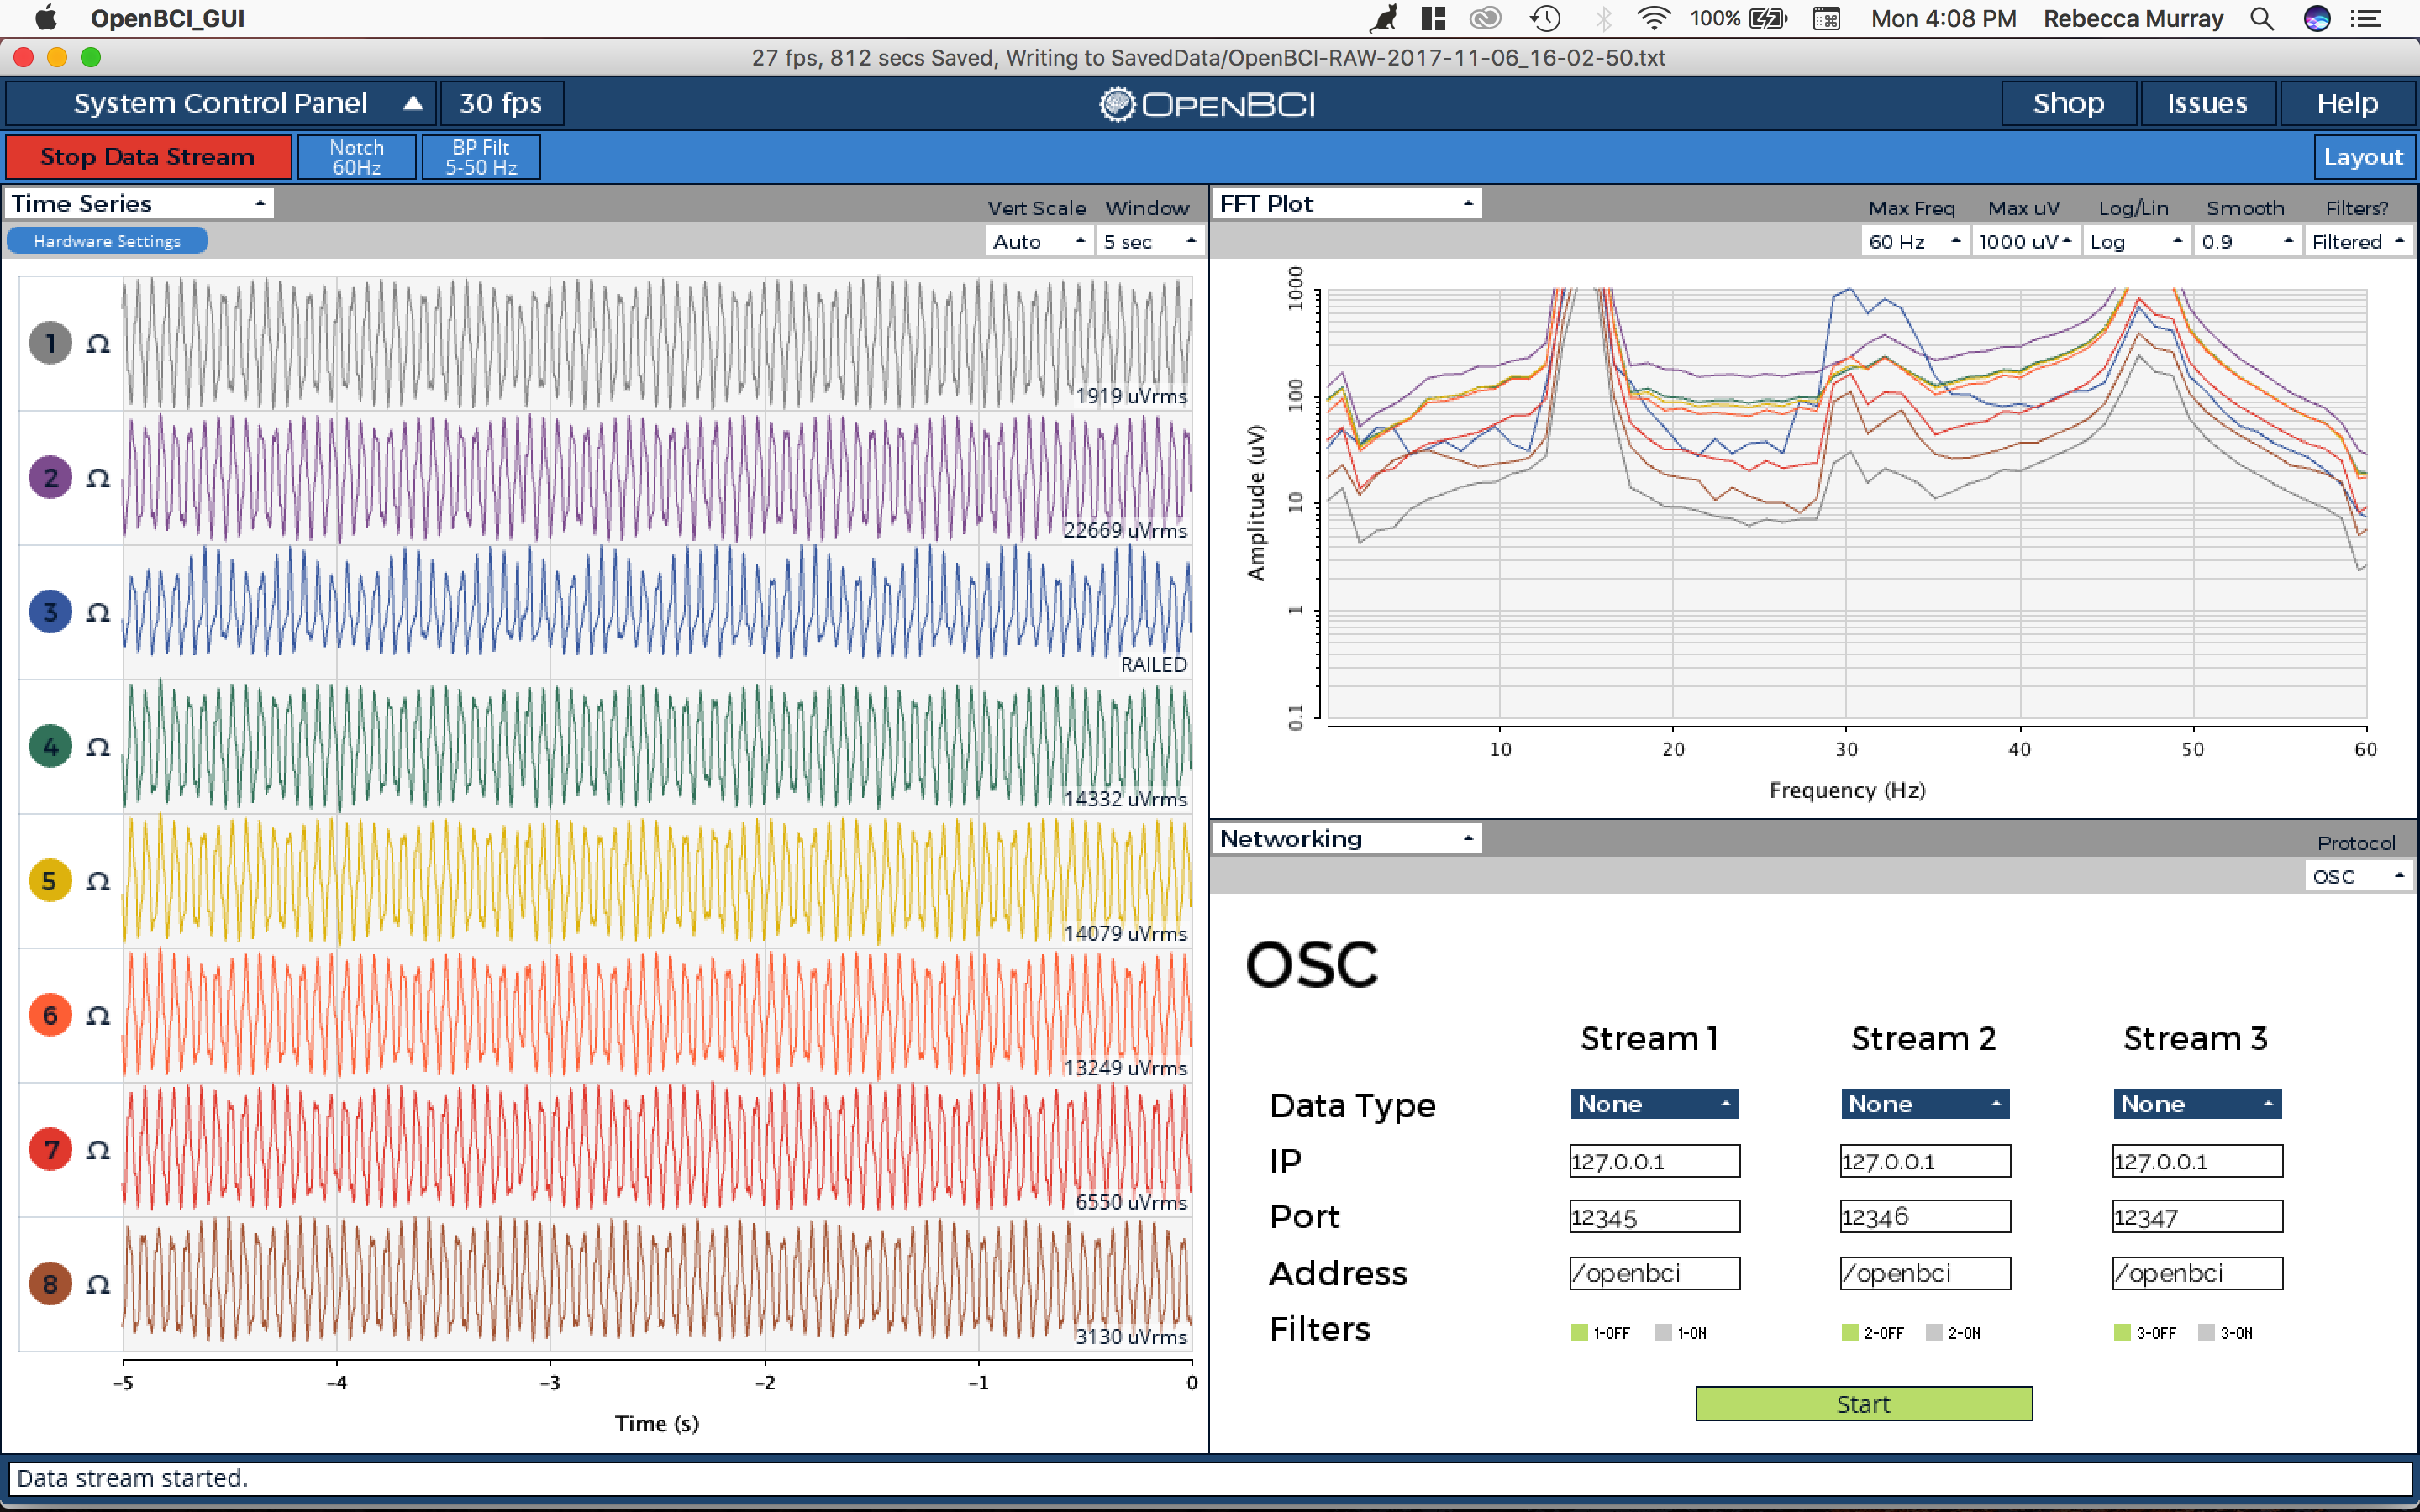 OpenBCI_GUI 100% Mon 4:08 PM Rebecca Murray
27 fps, 812 secs Saved, Writing to SavedData/OpenBCI-RAW-2017-11-06_16-02-50.txt
System Control Panel 30 fps OPENBCI Shop Issues Help
Stop Data Stream Notch 60Hz BP Filt 5-50 Hz Layout
Time Series
Vert Scale Window
Hardware Settings Auto 5 sec
1 Ω 1919 uVrms
2 Ω 22669 uVrms
3 Ω RAILED
4 Ω 14332 uVrms
5 Ω 14079 uVrms
6 Ω 13249 uVrms
7 Ω 6550 uVrms
8 Ω 3130 uVrms
-5 -4 -3 -2 -1 0
Time (s)
FFT Plot
Max Freq Max uV Log/Lin Smooth Filters?
60 Hz 1000 uV Log 0.9 Filtered
Amplitude (uV)
1000
100
10
1
0.1
10 20 30 40 50 60
Frequency (Hz)
Networking
Protocol
OSC
OSC
Stream 1 Stream 2 Stream 3
Data Type None None None
IP 127.0.0.1 127.0.0.1 127.0.0.1
Port 12345 12346 12347
Address /openbci /openbci /openbci
Filters 1-OFF 1-ON 2-OFF 2-ON 3-OFF 3-ON
Start
Data stream started.